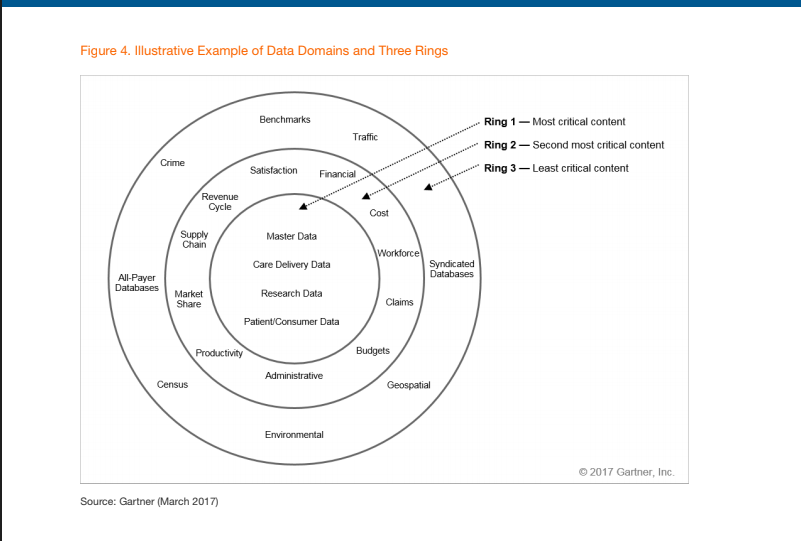 Figure 4. Illustrative Example of Data Domains and Three Rings
Benchmarks
Traffic
Crime
Satisfaction
Financial
Revenue
Cycle
Cost
Supply
Chain
Master Data
Workforce
Care Delivery Data
Syndicated
Databases
All-Payer
Databases
Market
Share
Research Data
Claims
Patient/Consumer Data
Productivity
Budgets
Administrative
Census
Geospatial
Environmental
Ring 1 — Most critical content
Ring 2 — Second most critical content
Ring 3 — Least critical content
© 2017 Gartner, Inc.
Source: Gartner (March 2017)